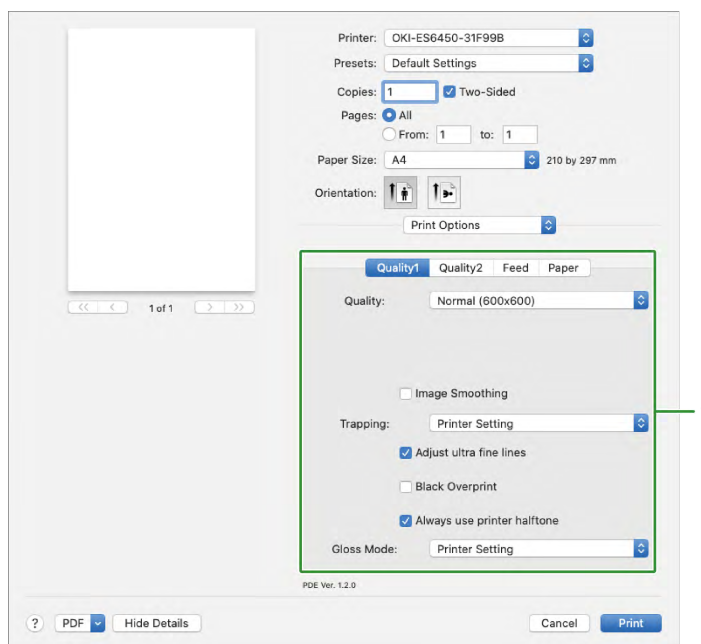 Printer: OKI-ES6450-31F99B
Presets: Default Settings
Copies: 1 Two-Sided
Pages: All
From: 1 to: 1
Paper Size: A4 210 by 297 mm
Orientation:
Print Options
Quality1 Quality2 Feed Paper
Quality: Normal (600x600)
<< < 1 of 1 > >>
Image Smoothing
Trapping: Printer Setting
Adjust ultra fine lines
Black Overprint
Always use printer halftone
Gloss Mode: Printer Setting
PDE Ver. 1.2.0
? PDF Hide Details Cancel Print